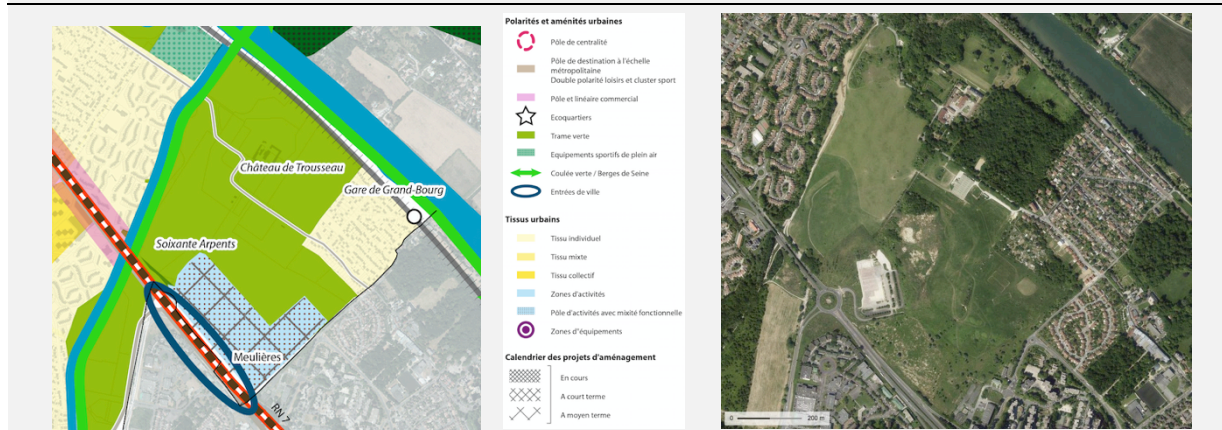 Château de Trousseau
Gare de Grand-Bourg
Soixante Arpents
Meulières
RN 7
Polarités et aménités urbaines
Pôle de centralité
Pôle de destination à l'échelle
métropolitaine
Double polarité loisirs et cluster sport
Pôle et linéaire commercial
Ecoquartiers
Trame verte
Equipements sportifs de plein air
Coulée verte / Berges de Seine
Entrées de ville
Tissus urbains
Tissu individuel
Tissu mixte
Tissu collectif
Zones d'activités
Pôle d'activités avec mixité fonctionnelle
Zones d"équipements
Calendrier des projets d'aménagement
En cours
A court terme
A moyen terme
0 200 m